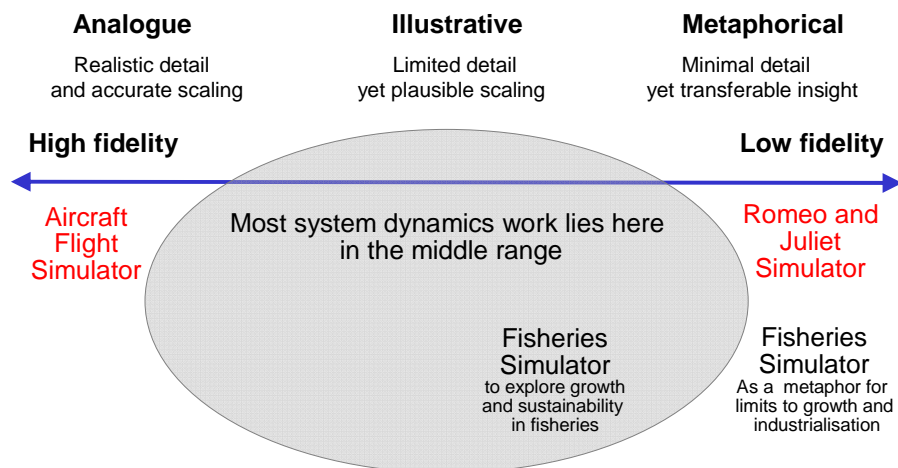 Analogue
Realistic detail
and accurate scaling
Illustrative
Limited detail
yet plausible scaling
Metaphorical
Minimal detail
yet transferable insight
High fidelity
Low fidelity
Aircraft
Flight
Simulator
Most system dynamics work lies here
in the middle range
Romeo and
Juliet
Simulator
Fisheries
Simulator
to explore growth
and sustainability
in fisheries
Fisheries
Simulator
As a metaphor for
limits to growth and
industrialisation